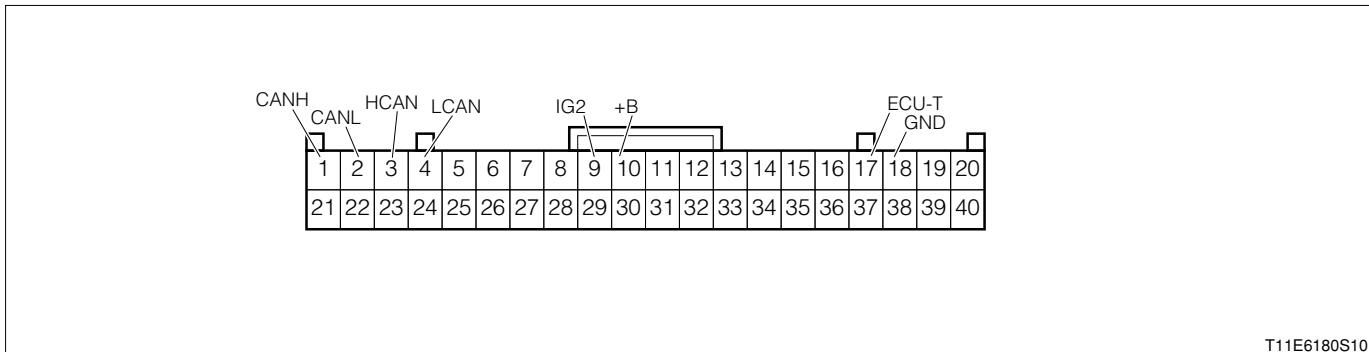 CANH CANL HCAN LCAN IG2 +B ECU-T GND
1 2 3 4 5 6 7 8 9 10 11 12 13 14 15 16 17 18 19 20
21 22 23 24 25 26 27 28 29 30 31 32 33 34 35 36 37 38 39 40
T11E6180S10